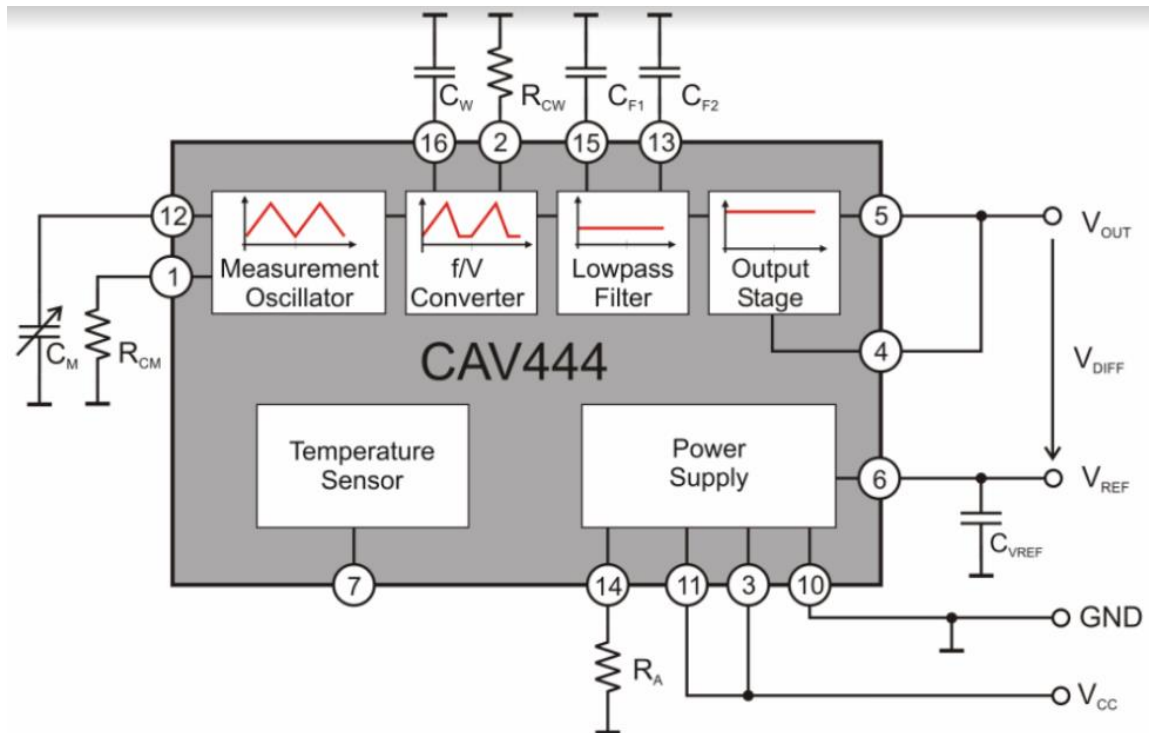 C_W
R_CW
C_F1
C_F2
16
2
15
13
12
5
V_OUT
1
Measurement
Oscillator
f/V
Converter
Lowpass
Filter
Output
Stage
C_M
R_CM
CAV444
4
V_DIFF
Temperature
Sensor
Power
Supply
6
V_REF
C_VREF
7
14
11
3
10
GND
R_A
V_CC